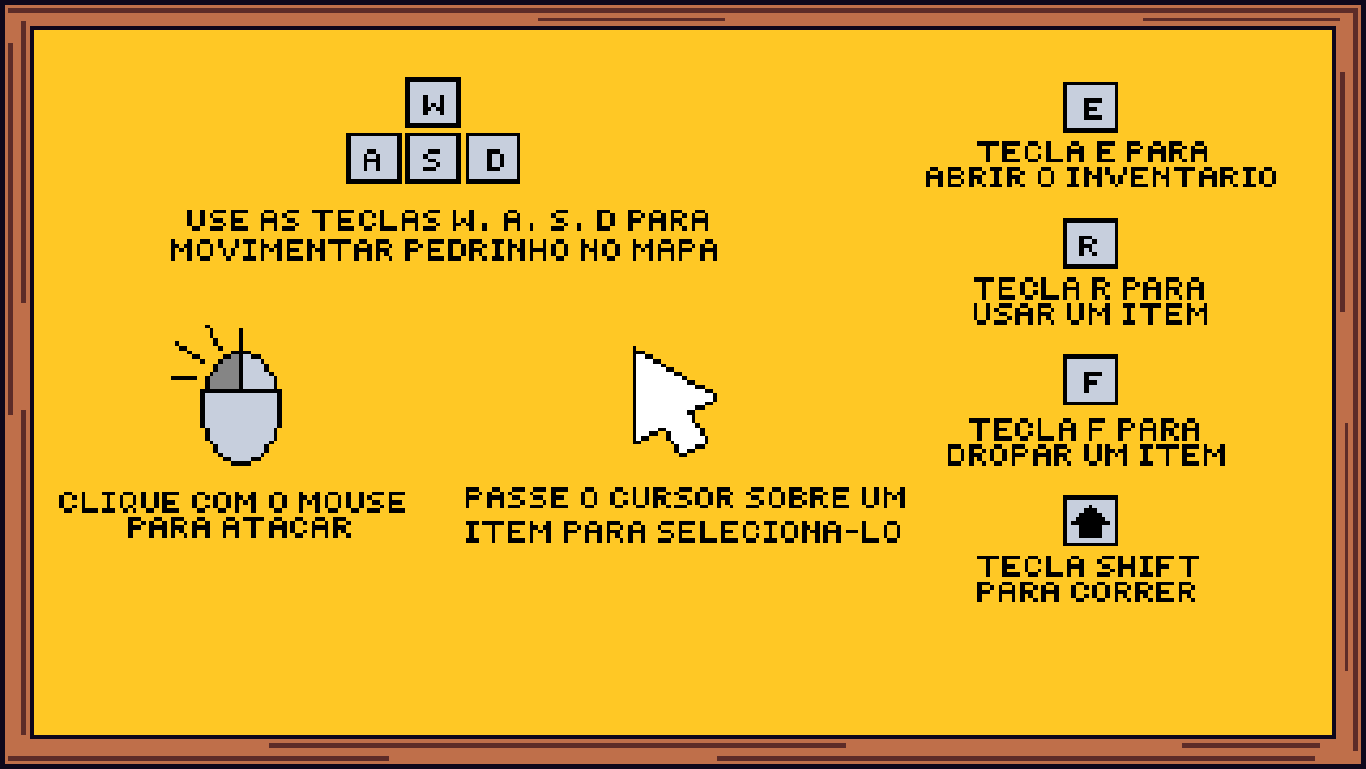 W
A S D
USE AS TECLAS W. A. S. D PARA
MOVIMENTAR PEDRINHO NO MAPA
CLIQUE COM O MOUSE
PARA ATACAR
PASSE O CURSOR SOBRE UM
ITEM PARA SELECIONA-LO
E
TECLA E PARA
ABRIR O INVENTARIO
R
TECLA R PARA
USAR UM ITEM
F
TECLA F PARA
DROPAR UM ITEM
TECLA SHIFT
PARA CORRER